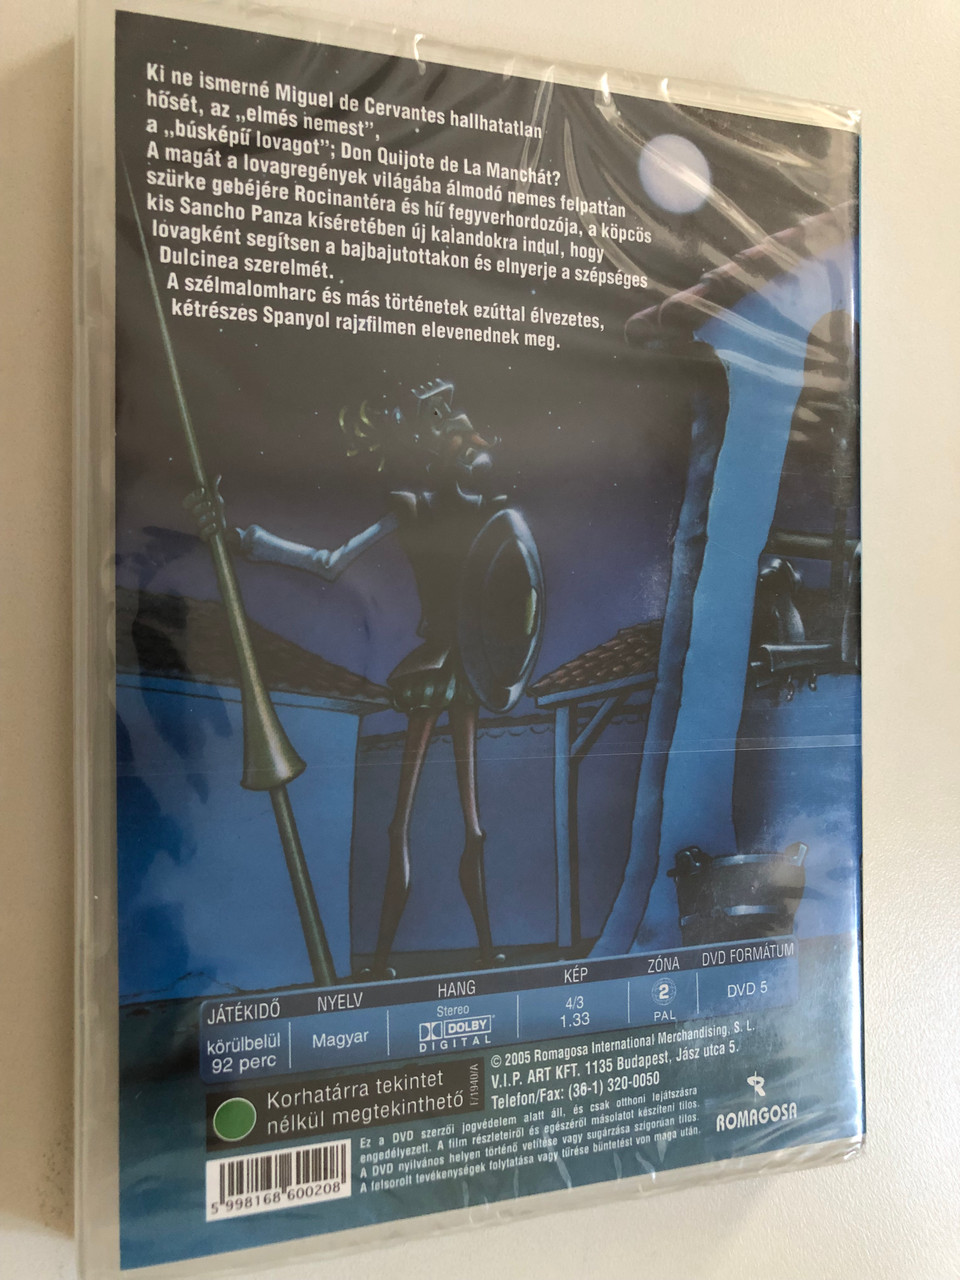 Ki ne ismerné Miguel de Cervantes hallhatatlan
hősét, az „elmés nemest”,
a „búsképű lovagot”; Don Quijote de La Manchát?
A magát a lovagregények világába álmodó nemes felpattan
szürke gebéjére Rocinantéra és hű fegyverhordozója, a köpcös
kis Sancho Panza kíséretében új kalandokra indul, hogy
lovagként segítsen a bajbajutottakon és elnyerje a szépséges
Dulcinea szerelmét.
A szélmalomharc és más történetek ezúttal élvezetes,
kétrészes Spanyol rajzfilmen elevenednek meg.
JÁTÉKIDŐ
NYELV
HANG
KÉP
ZÓNA
DVD FORMÁTUM
körülbelül
92 perc
Magyar
Stereo
DOLBY
DIGITAL
4/3
1.33
2
PAL
DVD 5
Korhatárra tekintet
nélkül megtekinthető
F/1940/A
© 2005 Romagosa International Merchandising, S. L.
V.I.P. ART KFT. 1135 Budapest, Jász utca 5.
Telefon/Fax: (36-1) 320-0050
Ez a DVD szerzői jogvédelem alatt áll, és csak otthoni lejátszásra
engedélyezett. A film részleteiről és egészéről másolatot készíteni tilos.
A DVD nyilvános helyen történő vetítése vagy sugárzása szigorúan tilos.
A felsorolt tevékenységek folytatása vagy tűrése büntetést von maga után.
ROMAGOSA
5 998168 600208